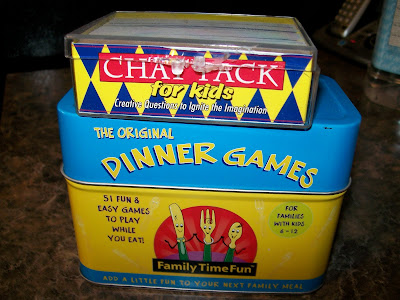 CHAT PACK
for kids
Creative Questions to Ignite the Imagination
THE ORIGINAL
DINNER GAMES
51 FUN &
EASY GAMES
TO PLAY
WHILE
YOU EAT!
FOR
FAMILIES
WITH KIDS
6 - 12
Family Time Fun™
ADD A LITTLE FUN TO YOUR NEXT FAMILY MEAL